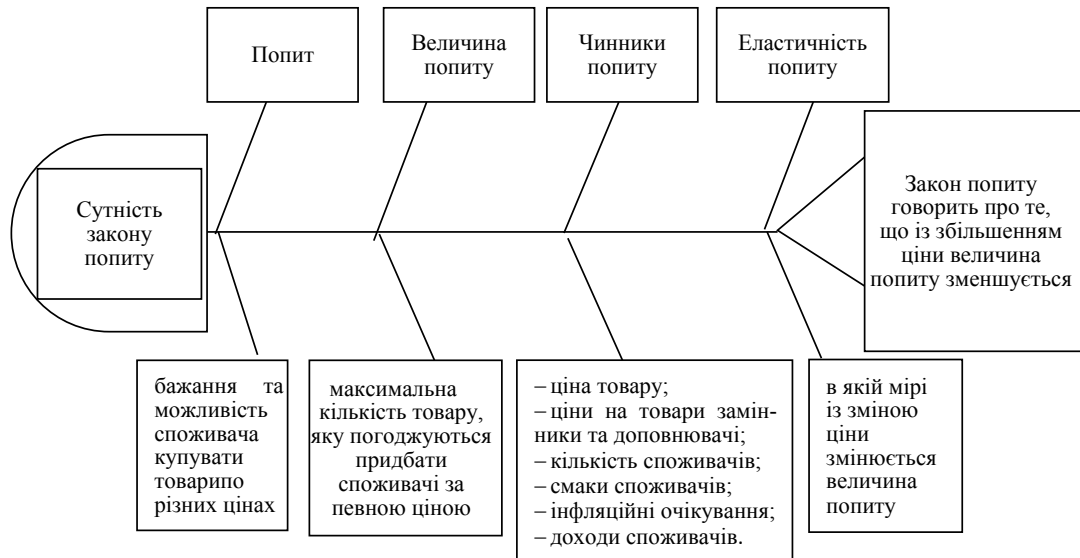 Попит
Величина
попиту
Чинники
попиту
Еластичність
попиту
Сутність
закону
попиту
Закон попиту
говорить про те,
що із збільшенням
ціни величина
попиту зменшується
бажання та
можливість
споживача
купувати
товарипо
різних цінах
максимальна
кількість товару,
яку погоджуються
придбати
споживачі за
певною ціною
– ціна товару;
– ціни на товари замін-
ники та доповнювачі;
– кількість споживачів;
– смаки споживачів;
– інфляційні очікування;
– доходи споживачів.
в якій мірі
із зміною
ціни
змінюється
величина
попиту